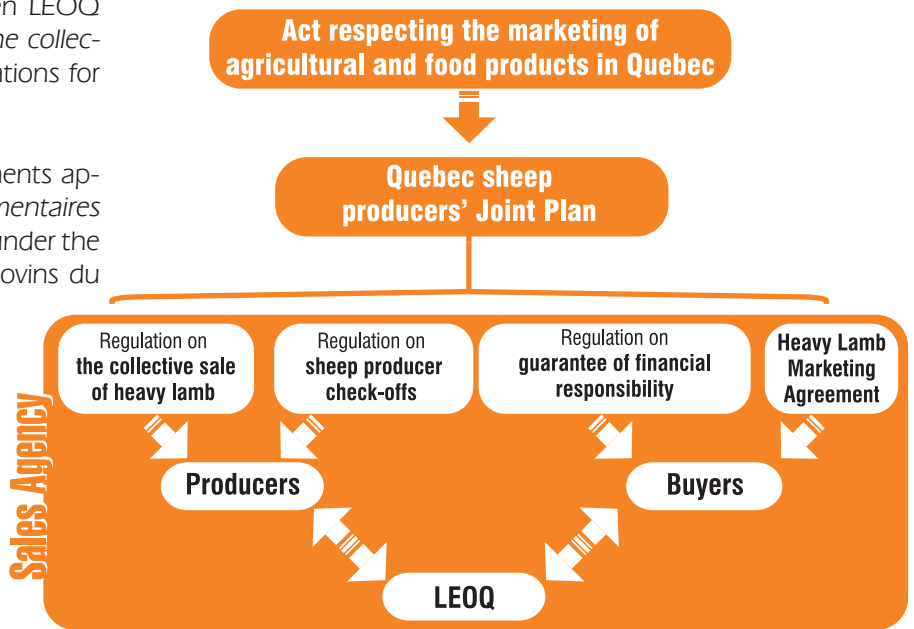 en LEOQ
ne collec-
ations for
ments ap-
mentaires
under the
ovins du
Act respecting the marketing of
agricultural and food products in Quebec
Quebec sheep
producers' Joint Plan
Regulation on
the collective sale
of heavy lamb
Regulation on
sheep producer
check-offs
Regulation on
guarantee of financial
responsibility
Heavy Lamb
Marketing
Agreement
Sales Agency
Producers
Buyers
LEOQ